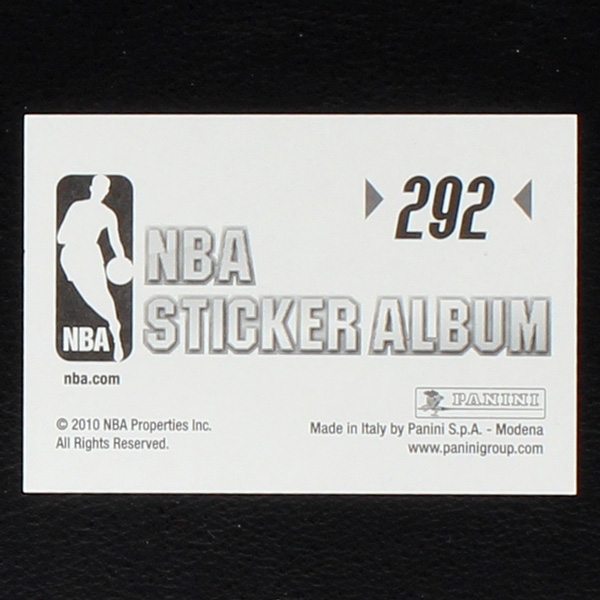 292
NBA
STICKER ALBUM
NBA
nba.com
PANINI
© 2010 NBA Properties Inc.
All Rights Reserved.
Made in Italy by Panini S.p.A. - Modena
www.paninigroup.com